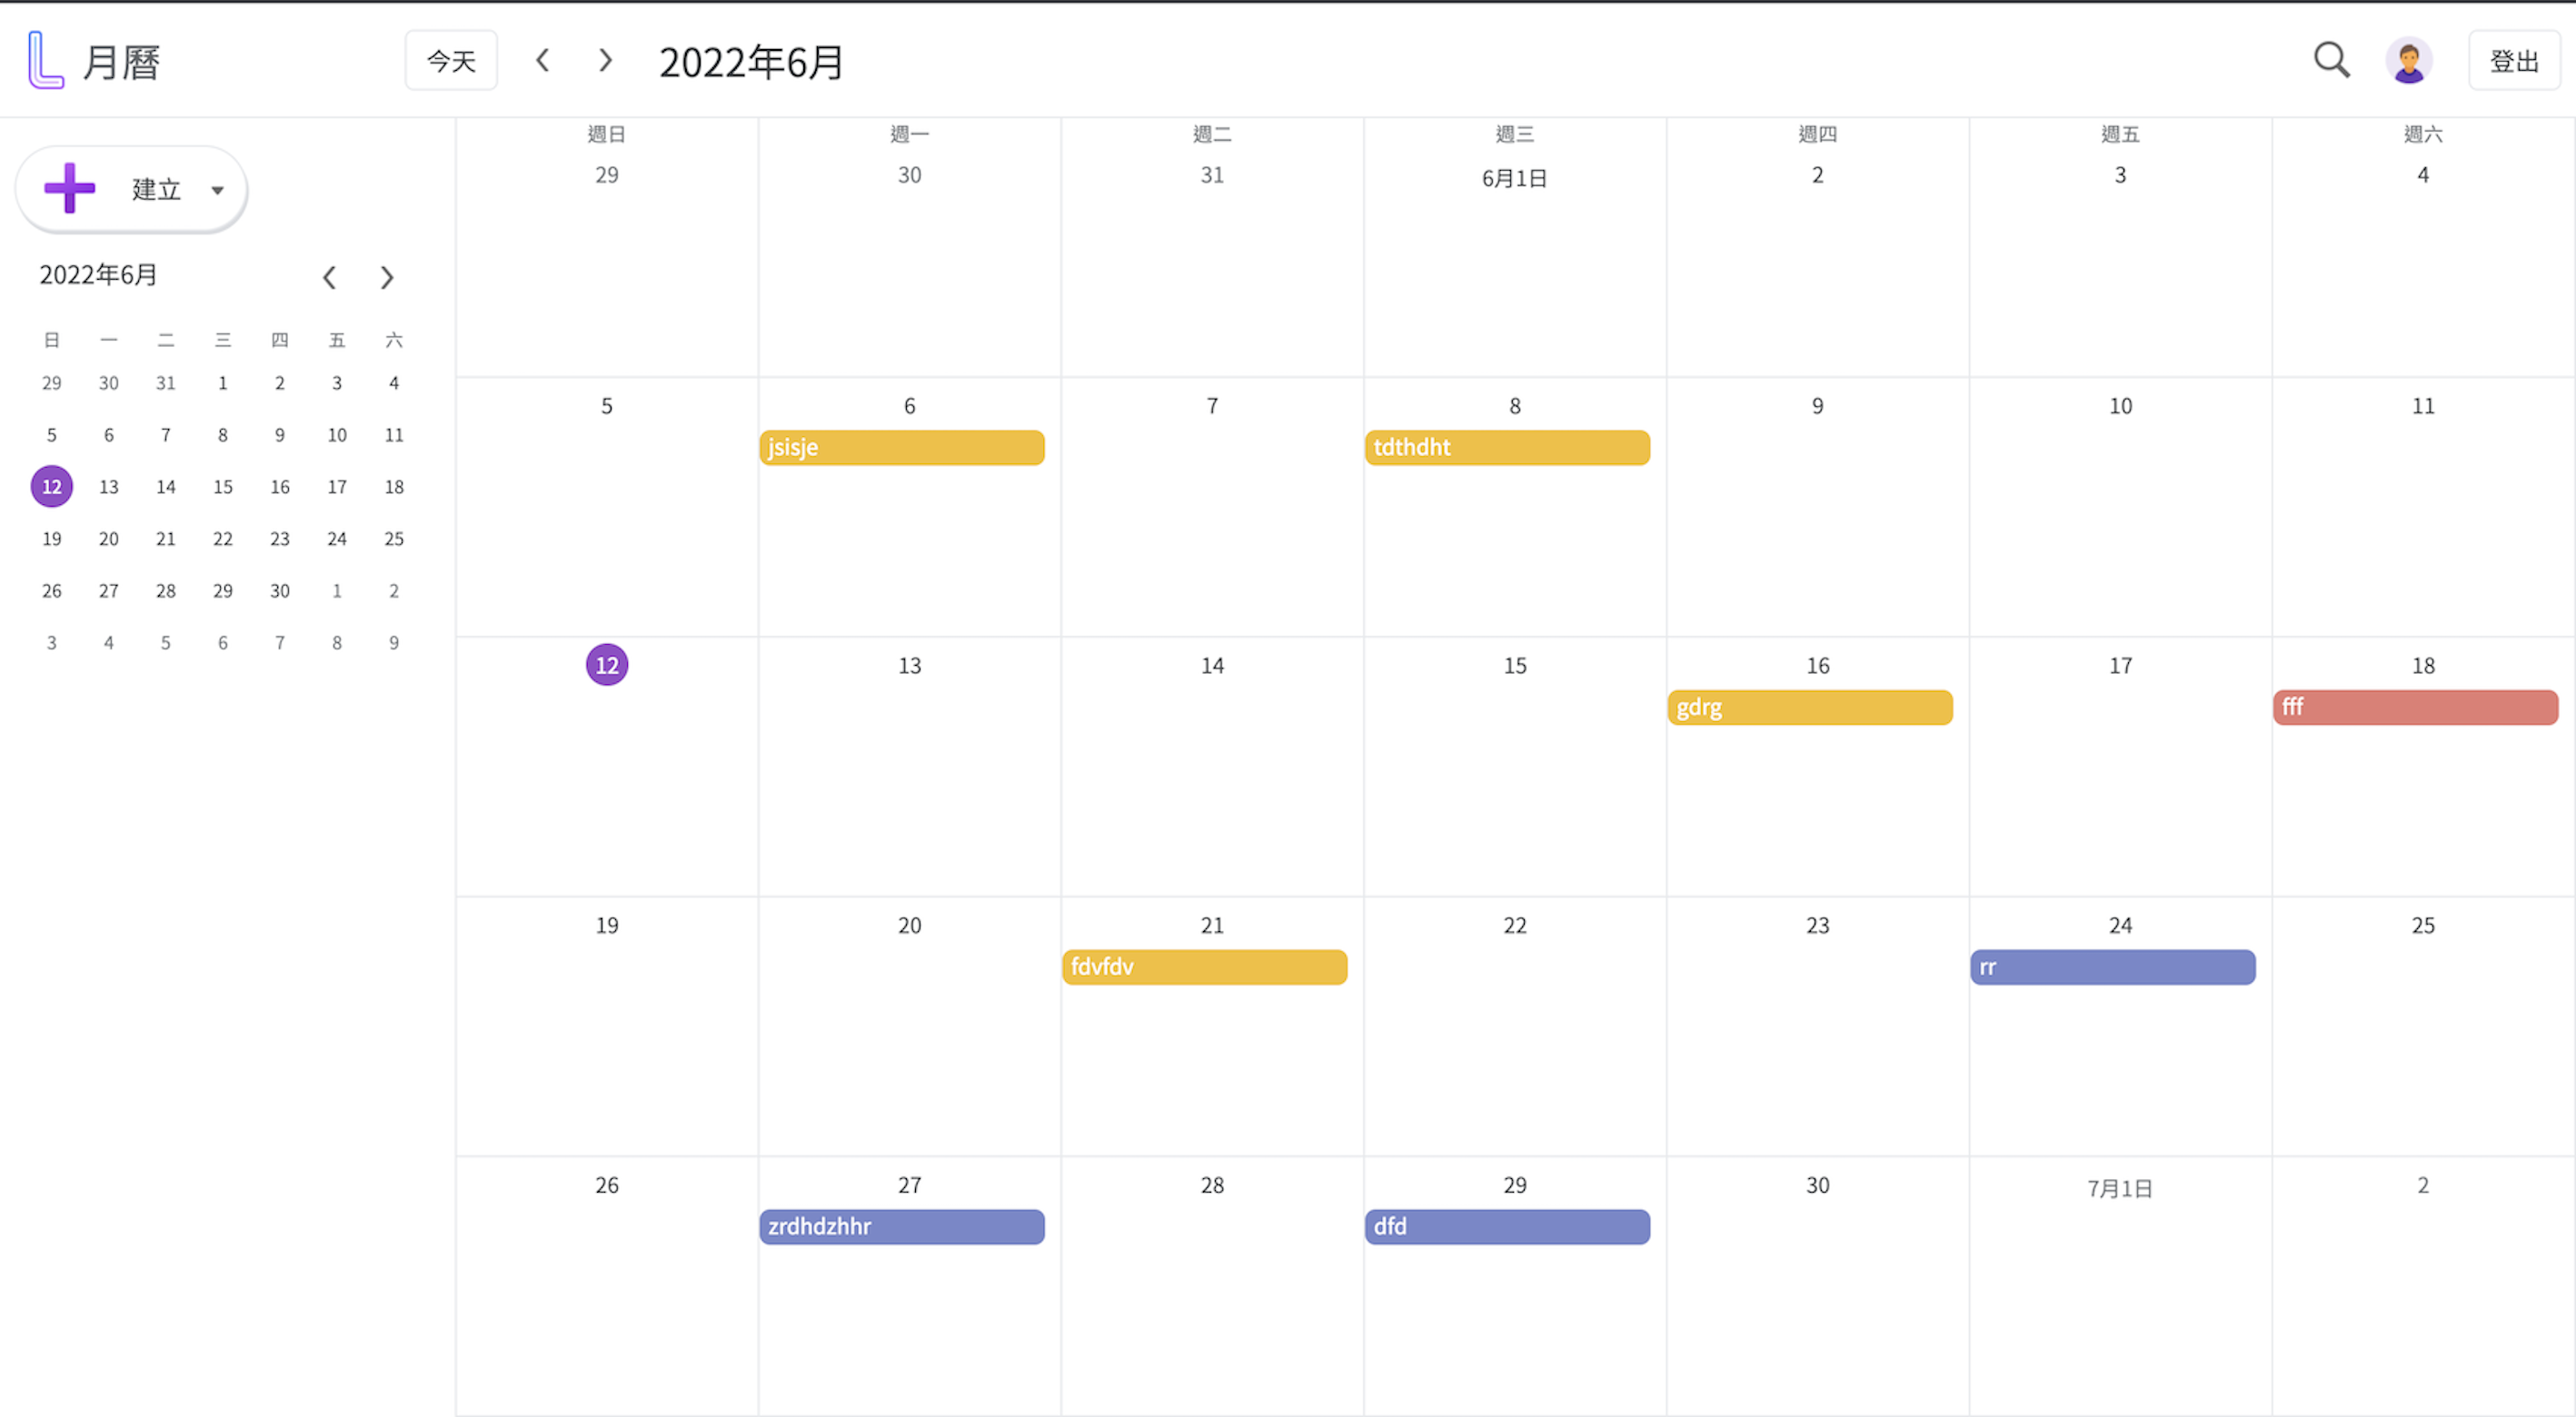 L 月曆 今天 2022年6月 登出
建立
2022年6月
日 一 二 三 四 五 六
29 30 31 1 2 3 4
5 6 7 8 9 10 11
12 13 14 15 16 17 18
19 20 21 22 23 24 25
26 27 28 29 30 1 2
3 4 5 6 7 8 9
週日 週一 週二 週三 週四 週五 週六
29 30 31 6月1日 2 3 4
5 6 7 8 9 10 11
jsisje tdthdht
12 13 14 15 16 17 18
gdrg fff
19 20 21 22 23 24 25
fdvfdv rr
26 27 28 29 30 7月1日 2
zrdhdzhhr dfd